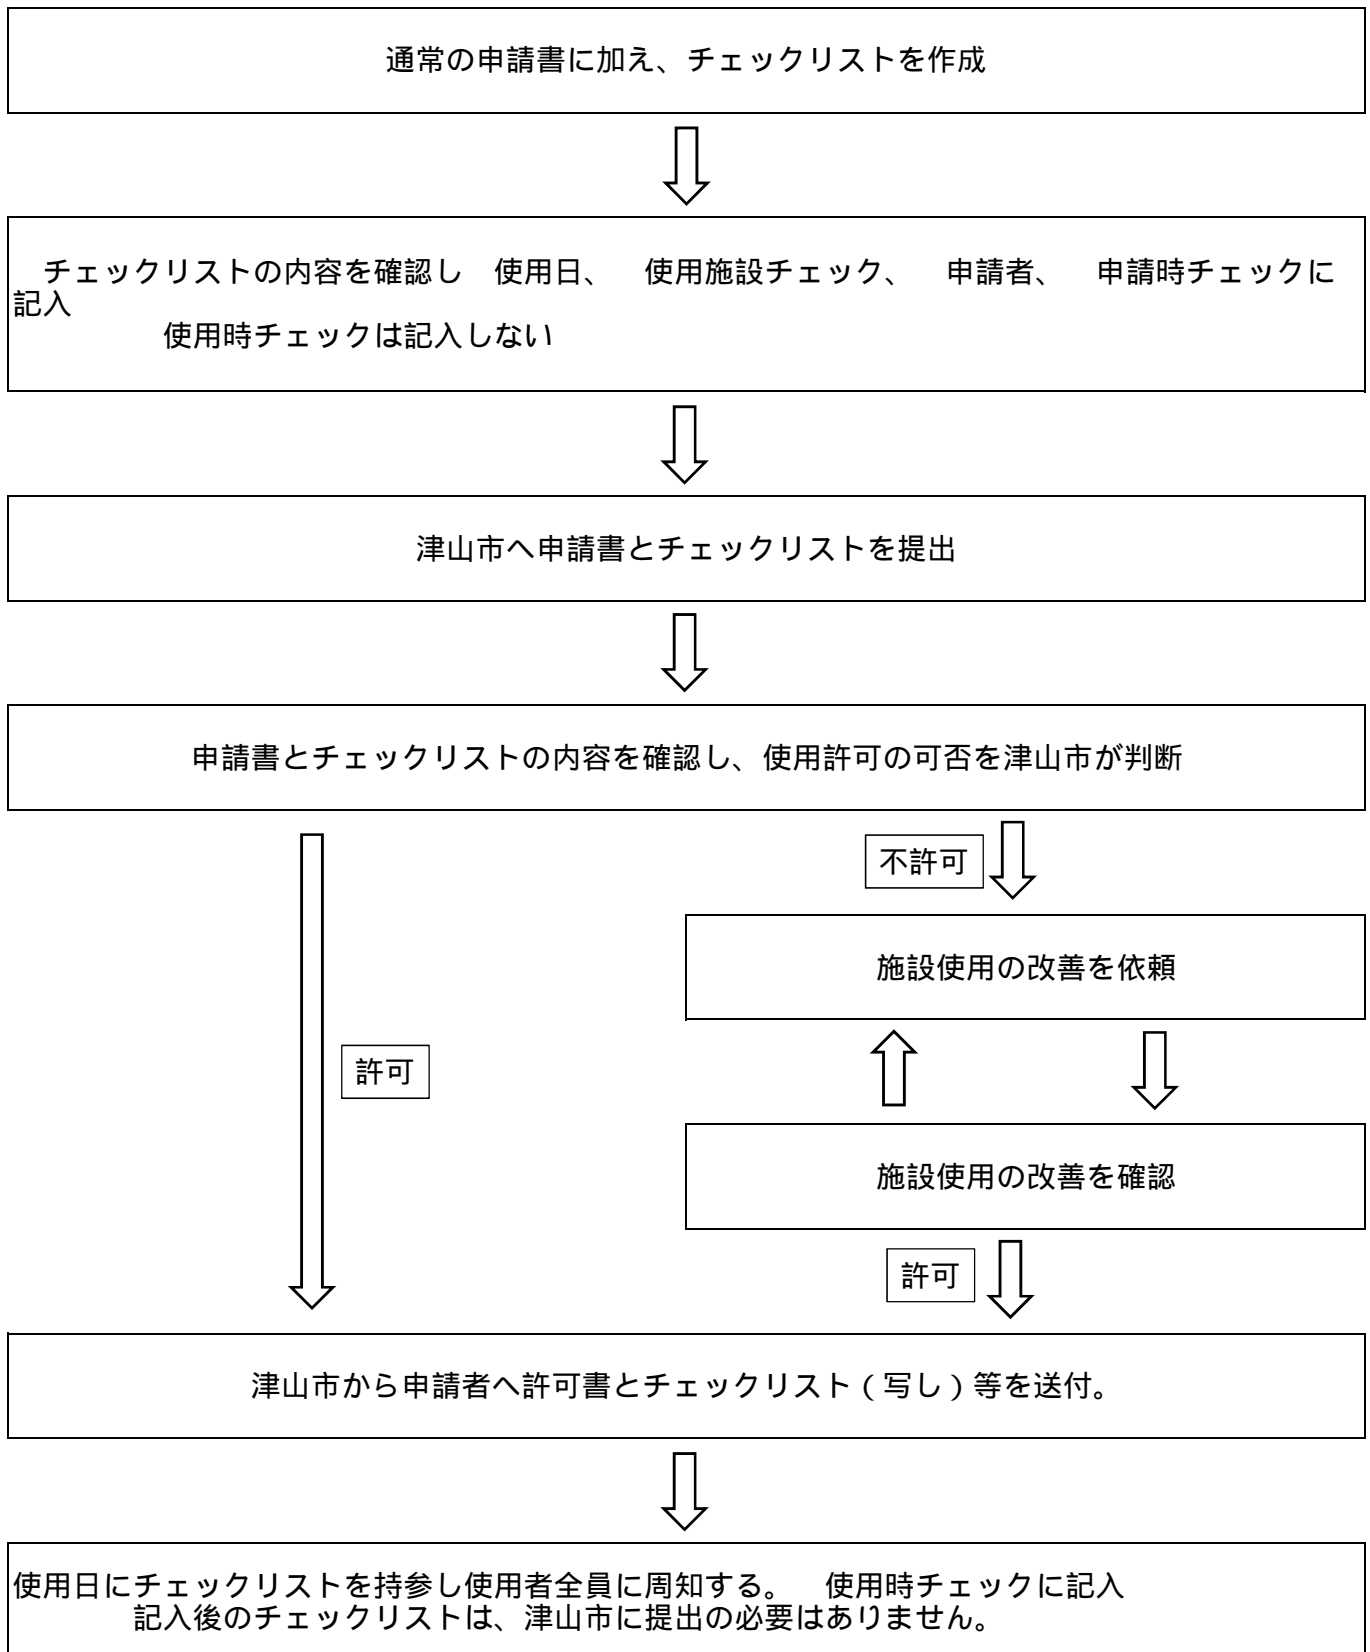 通常の申請書に加え、チェックリストを作成
チェックリストの内容を確認し　使用日、　使用施設チェック、　申請者、　申請時チェックに
記入
使用時チェックは記入しない
津山市へ申請書とチェックリストを提出
申請書とチェックリストの内容を確認し、使用許可の可否を津山市が判断
不許可
施設使用の改善を依頼
許可
施設使用の改善を確認
許可
津山市から申請者へ許可書とチェックリスト（写し）等を送付。
使用日にチェックリストを持参し使用者全員に周知する。　使用時チェックに記入
記入後のチェックリストは、津山市に提出の必要はありません。